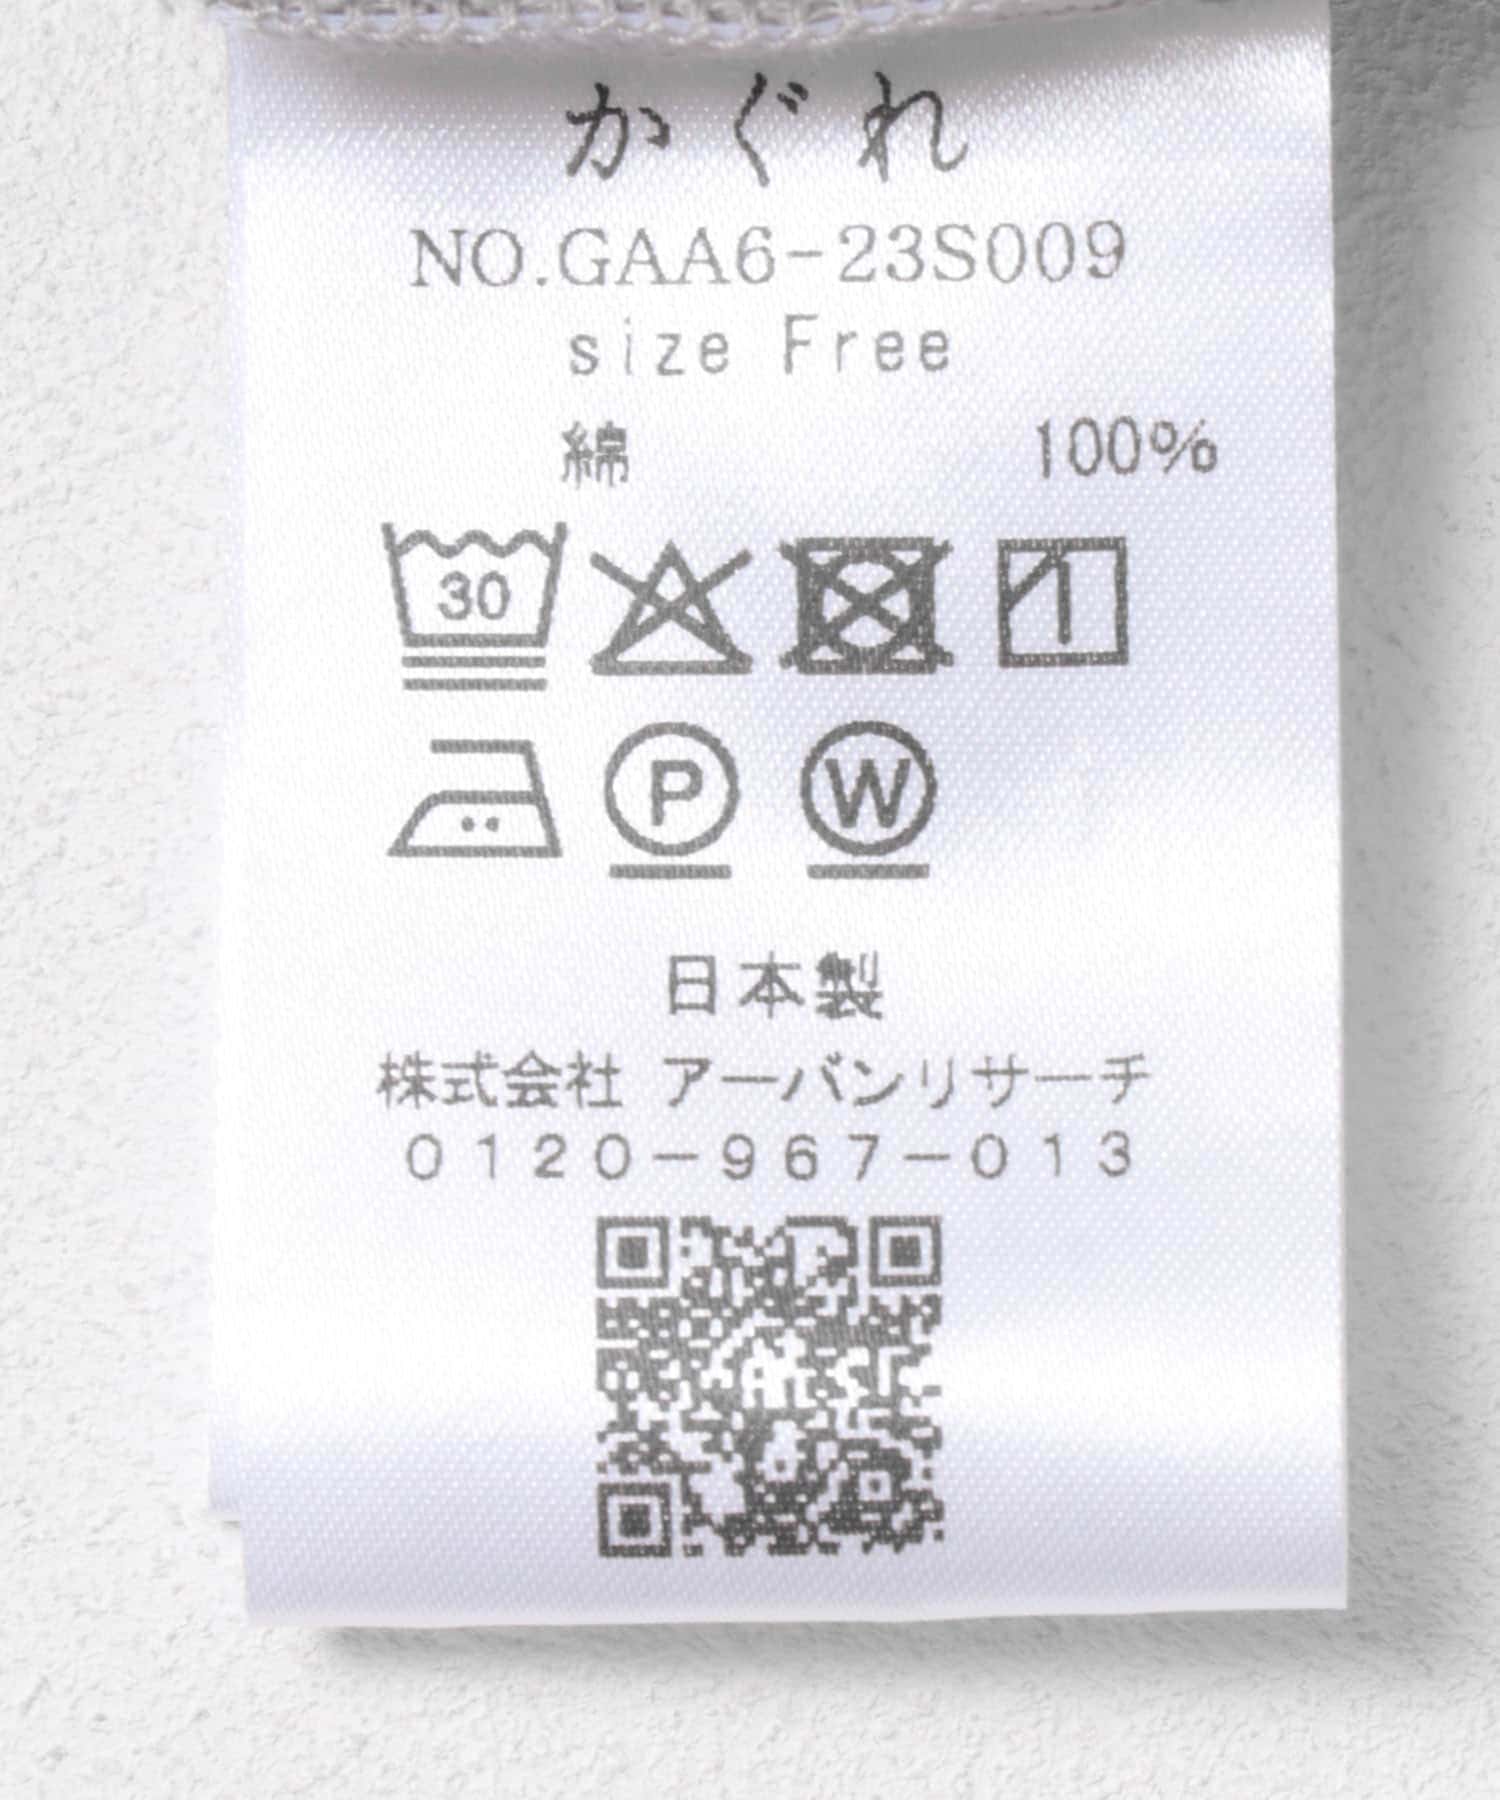 かぐれ
NO.GAA6-23S009
size Free
綿 100%
30
P W
日本製
株式会社 アーバンリサーチ
0120-967-013